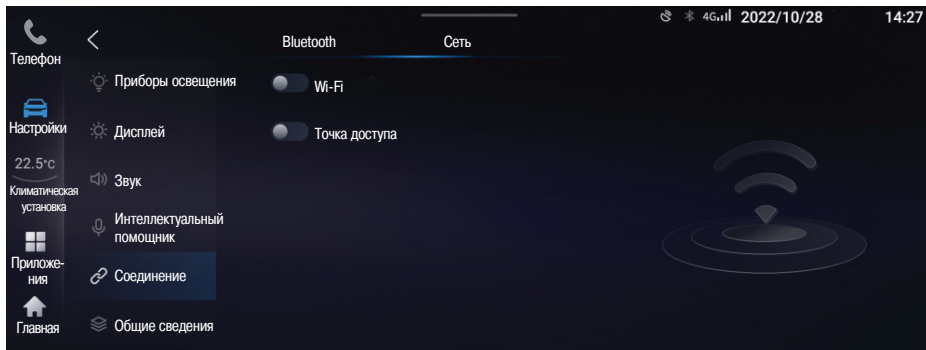 4G 2022/10/28 14:27
Телефон
Настройки
22.5°C
Климатическая
установка
Приложе-
ния
Главная
Приборы освещения
Дисплей
Звук
Интеллектуальный
помощник
Соединение
Общие сведения
Bluetooth Сеть
Wi-Fi
Точка доступа